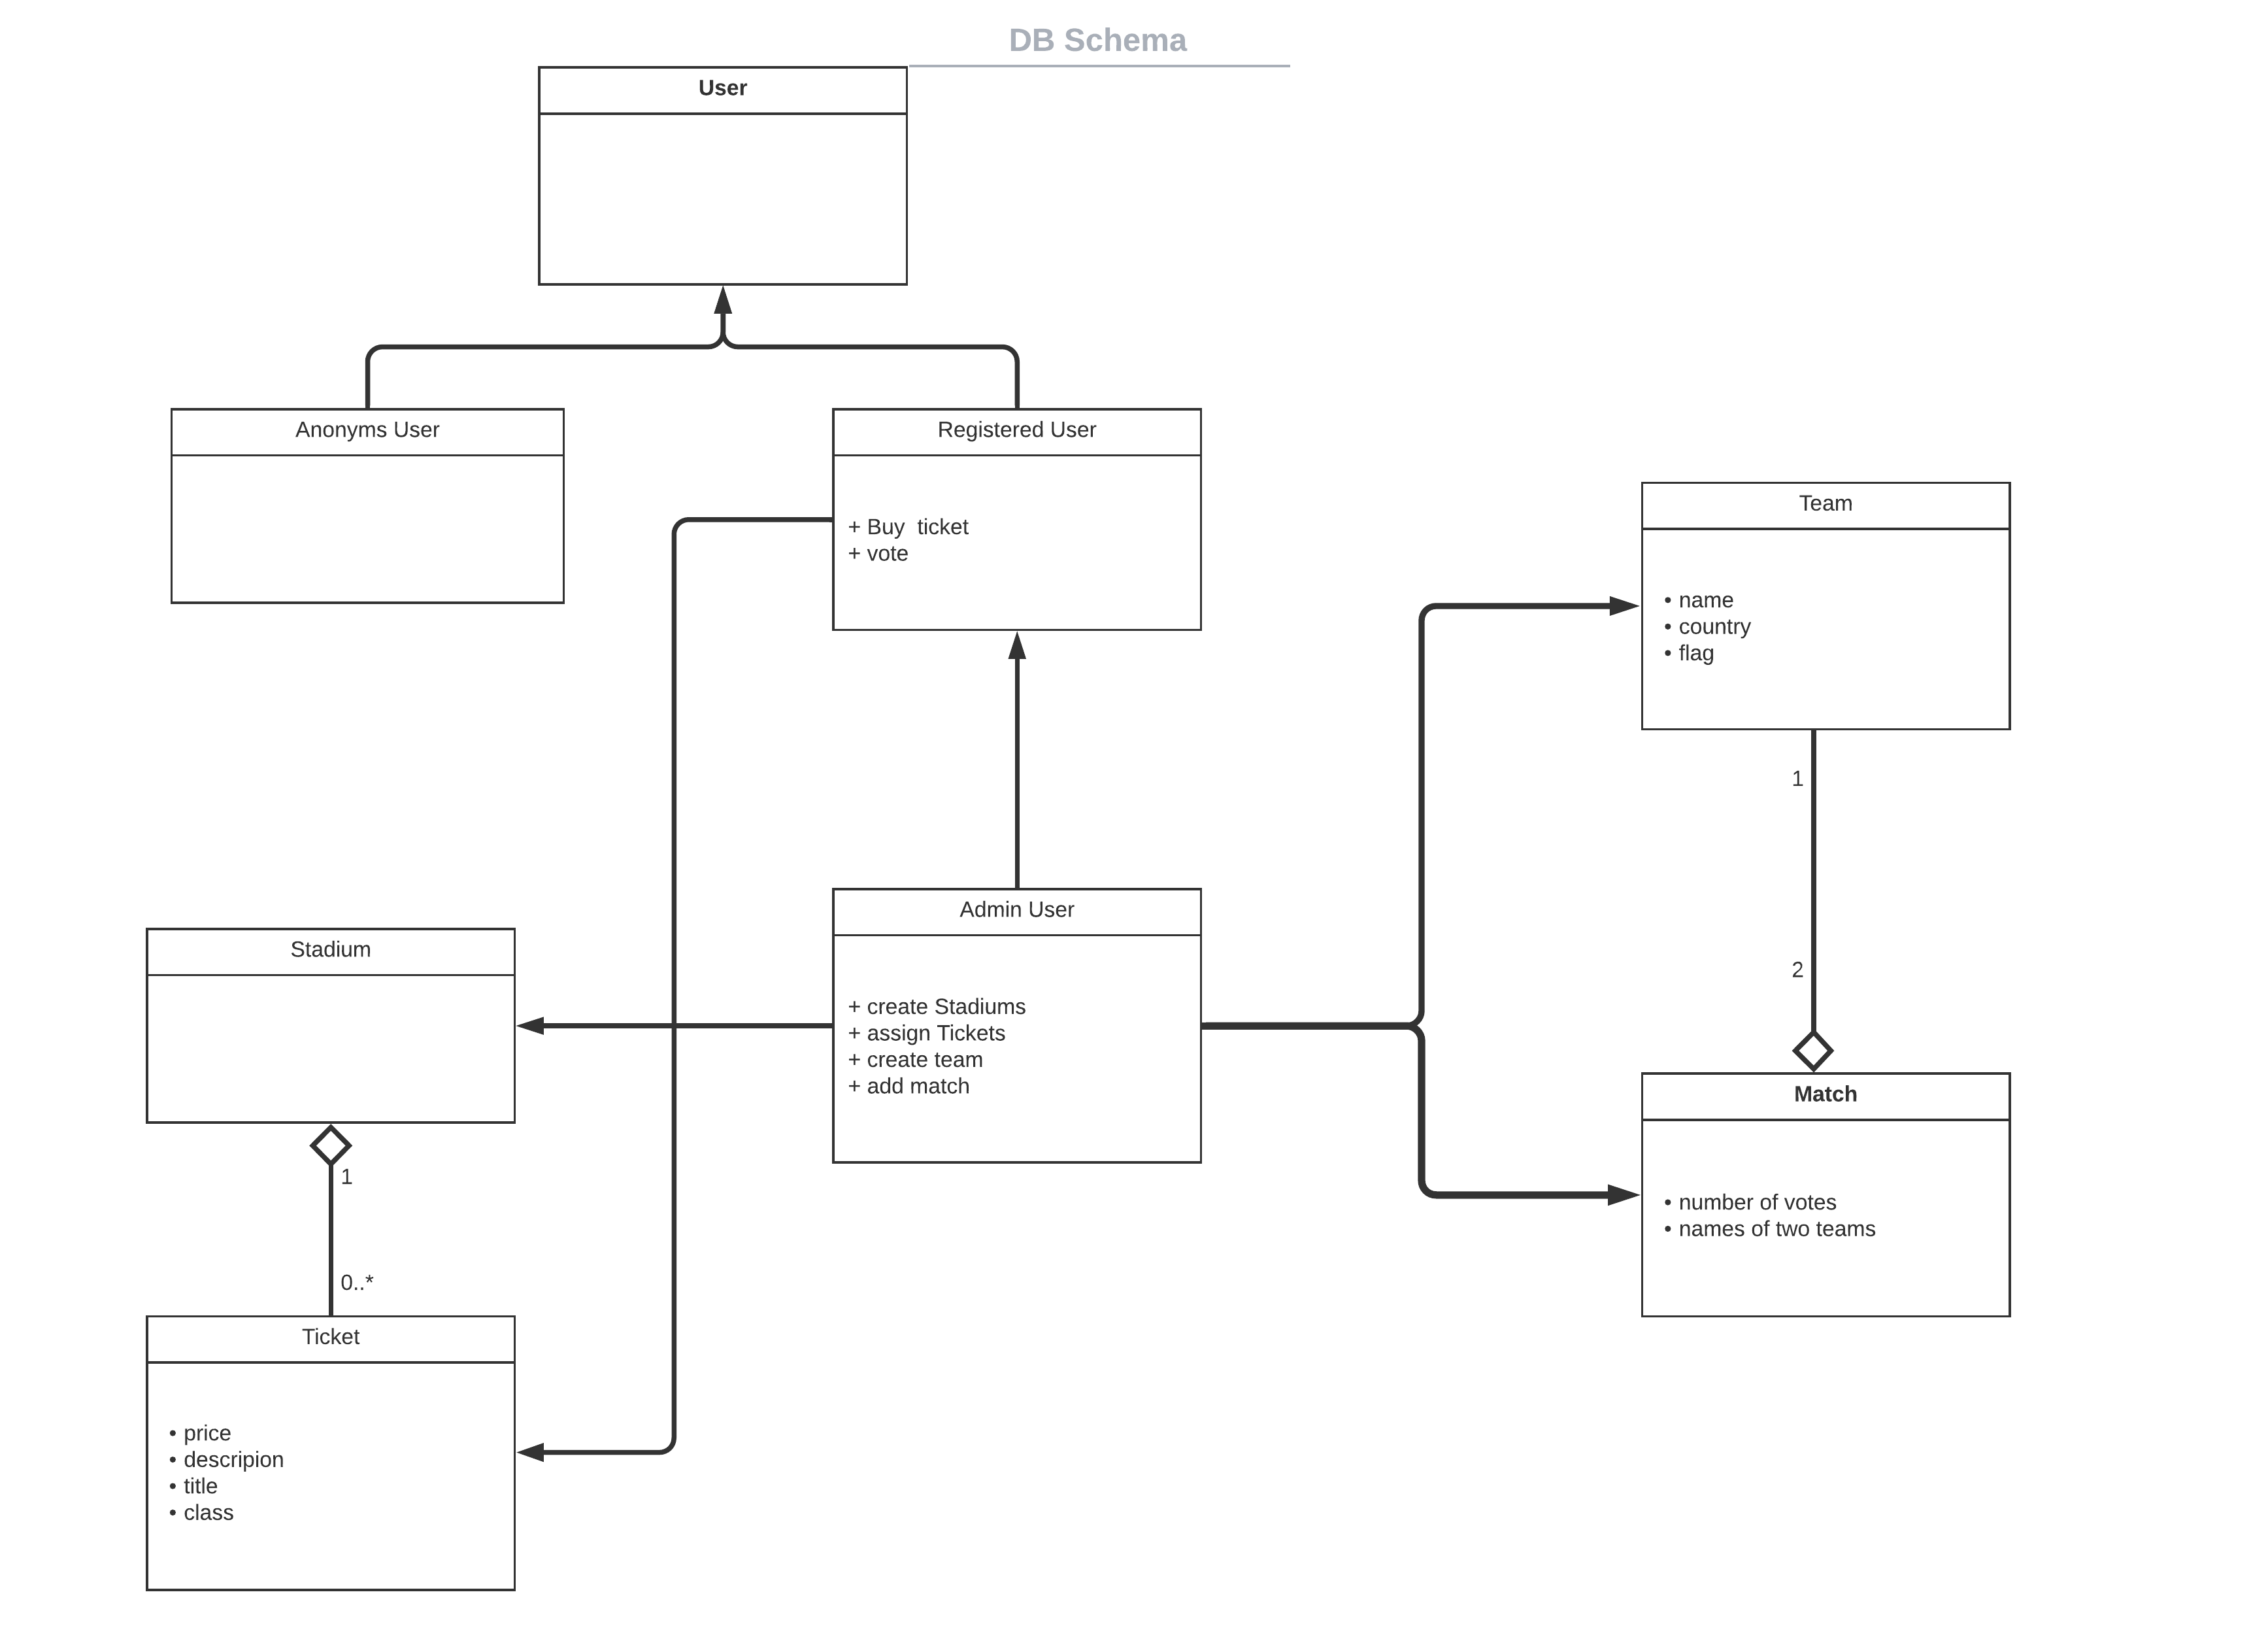 DB Schema
User
Anonyms User
Registered User
+ Buy  ticket
+ vote
Team
• name
• country
• flag
1
2
Admin User
+ create Stadiums
+ assign Tickets
+ create team
+ add match
Stadium
1
0..*
Match
• number of votes
• names of two teams
Ticket
• price
• descripion
• title
• class